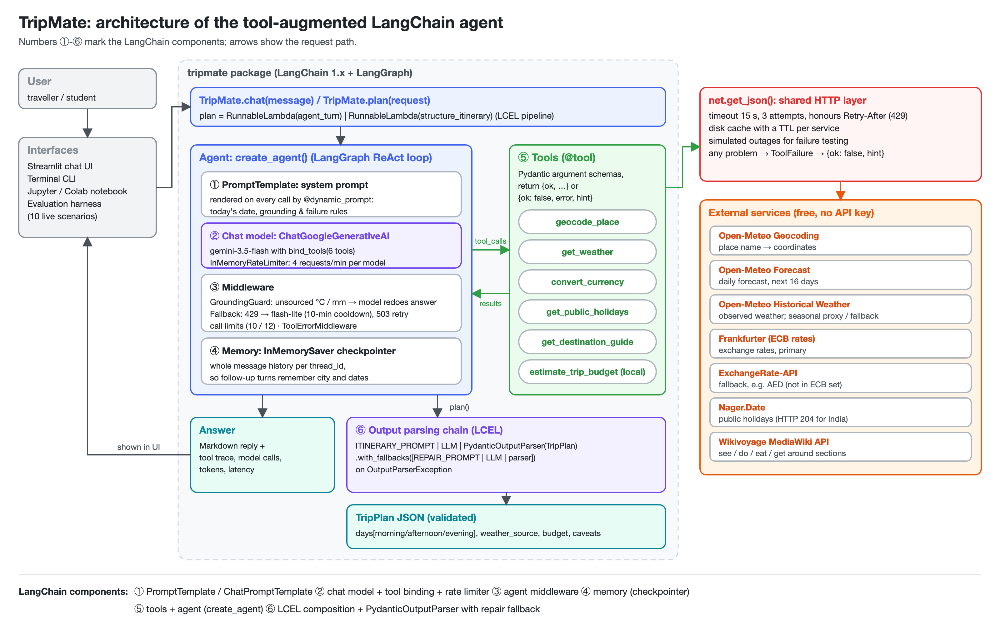 TripMate: architecture of the tool-augmented LangChain agent
Numbers ①-⑥ mark the LangChain components; arrows show the request path.
User
traveller / student
Interfaces
Streamlit chat UI
Terminal CLI
Jupyter / Colab notebook
Evaluation harness
(10 live scenarios)
tripmate package (LangChain 1.x + LangGraph)
TripMate.chat(message) / TripMate.plan(request)
plan = RunnableLambda(agent_turn) | RunnableLambda(structure_itinerary) (LCEL pipeline)
Agent: create_agent() (LangGraph ReAct loop)
① PromptTemplate: system prompt
rendered on every call by @dynamic_prompt:
today's date, grounding & failure rules
② Chat model: ChatGoogleGenerativeAI
gemini-3.5-flash with bind_tools(6 tools)
InMemoryRateLimiter: 4 requests/min per model
③ Middleware
GroundingGuard: unsourced °C / mm → model redoes answer
Fallback: 429 → flash-lite (10-min cooldown), 503 retry
call limits (10 / 12) · ToolErrorMiddleware
④ Memory: InMemorySaver checkpointer
whole message history per thread_id,
so follow-up turns remember city and dates
tool_calls
results
⑤ Tools (@tool)
Pydantic argument schemas,
return {ok, …} or
{ok: false, error, hint}
geocode_place
get_weather
convert_currency
get_public_holidays
get_destination_guide
estimate_trip_budget (local)
net.get_json(): shared HTTP layer
timeout 15 s, 3 attempts, honours Retry-After (429)
disk cache with a TTL per service
simulated outages for failure testing
any problem → ToolFailure → {ok: false, hint}
External services (free, no API key)
Open-Meteo Geocoding
place name → coordinates
Open-Meteo Forecast
daily forecast, next 16 days
Open-Meteo Historical Weather
observed weather; seasonal proxy / fallback
Frankfurter (ECB rates)
exchange rates, primary
ExchangeRate-API
fallback, e.g. AED (not in ECB set)
Nager.Date
public holidays (HTTP 204 for India)
Wikivoyage MediaWiki API
see / do / eat / get around sections
plan()
shown in UI
Answer
Markdown reply +
tool trace, model calls,
tokens, latency
⑥ Output parsing chain (LCEL)
ITINERARY_PROMPT | LLM | PydanticOutputParser(TripPlan)
.with_fallbacks([REPAIR_PROMPT | LLM | parser])
on OutputParserException
TripPlan JSON (validated)
days[morning/afternoon/evening], weather_source, budget, caveats
LangChain components: ① PromptTemplate / ChatPromptTemplate ② chat model + tool binding + rate limiter ③ agent middleware ④ memory (checkpointer)
⑤ tools + agent (create_agent) ⑥ LCEL composition + PydanticOutputParser with repair fallback